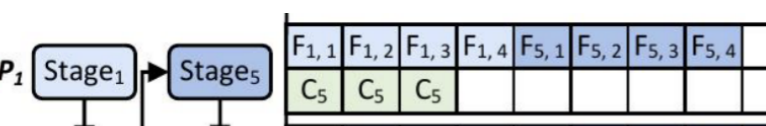 P₁ Stage₁ Stage₅ F₁,₁ F₁,₂ F₁,₃ F₁,₄ F₅,₁ F₅,₂ F₅,₃ F₅,₄
C₅ C₅ C₅